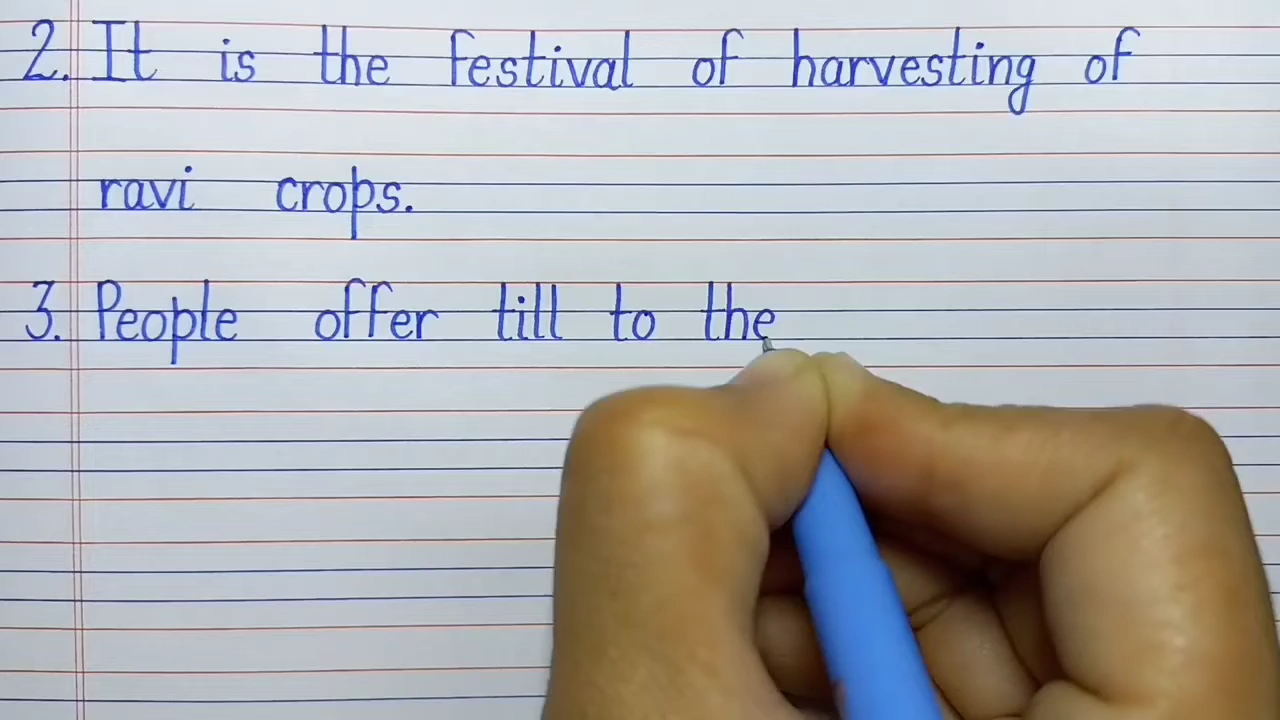 2. It is the festival of harvesting of
ravi crops.
3. People offer till to the